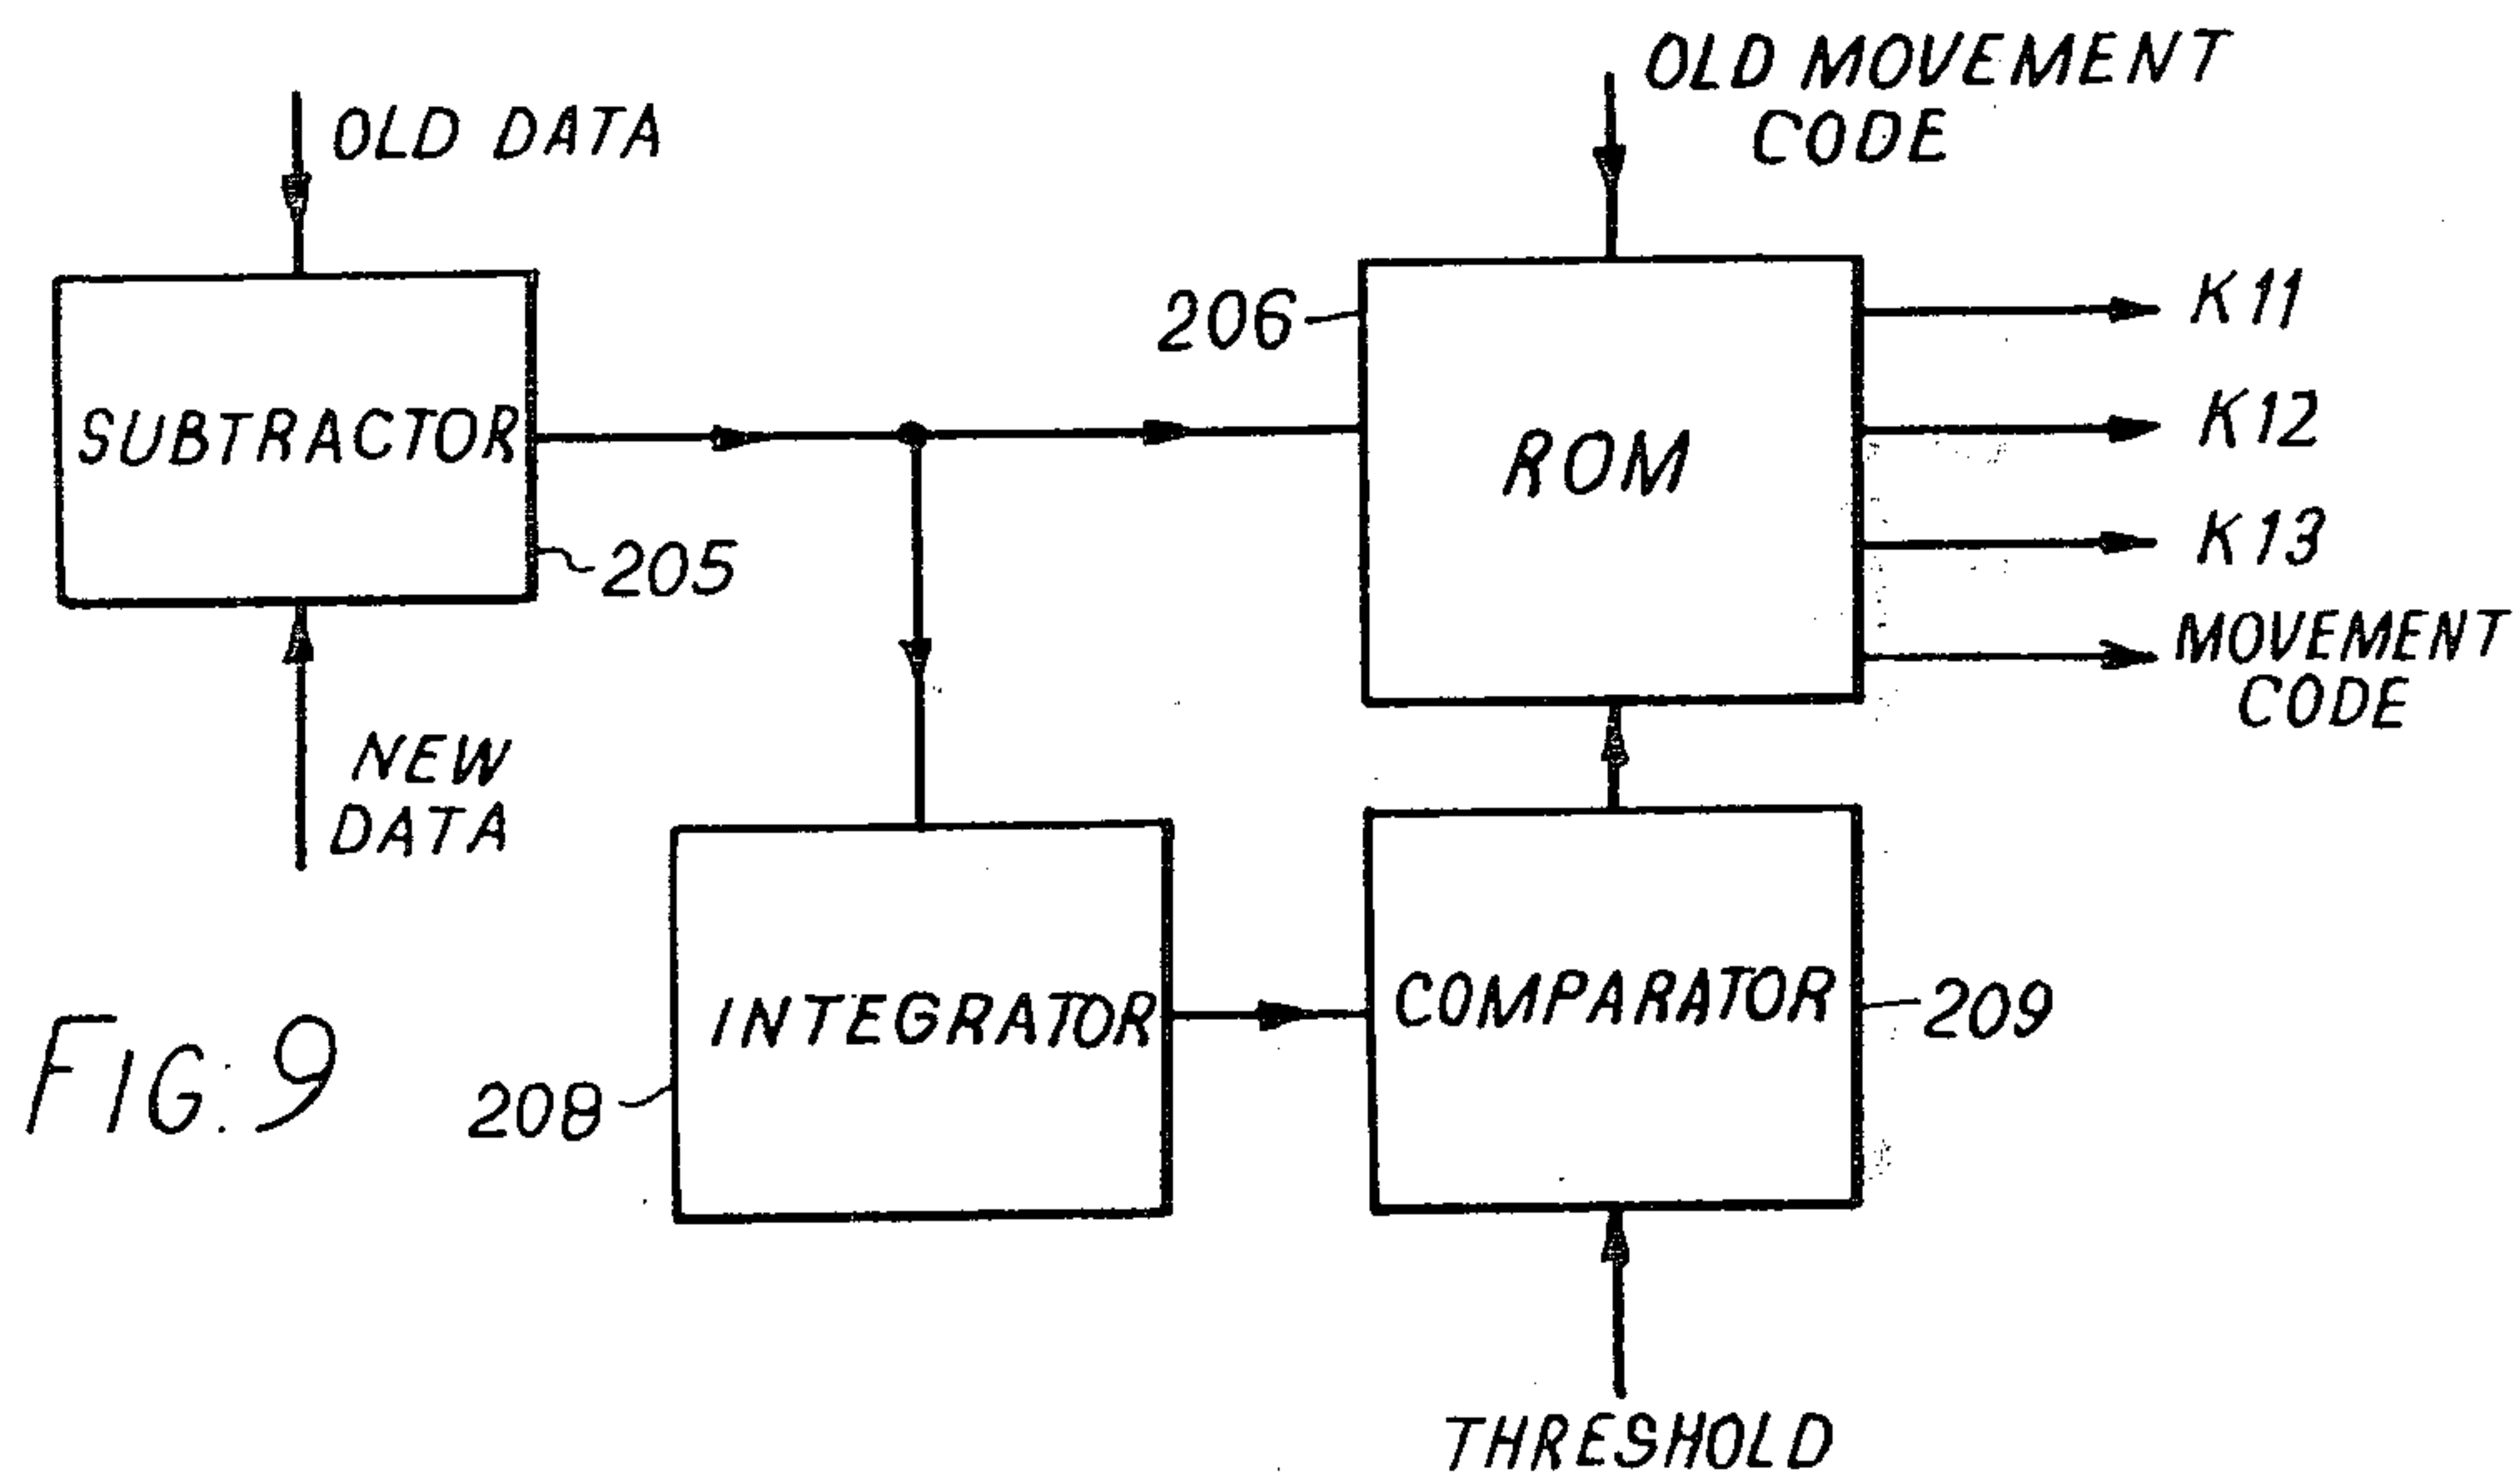 OLD DATA
OLD MOVEMENT
CODE
SUBTRACTOR
205
NEW
DATA
206
ROM
K11
K12
K13
MOVEMENT
CODE
INTEGRATOR
208
COMPARATOR
209
THRESHOLD
FIG. 9